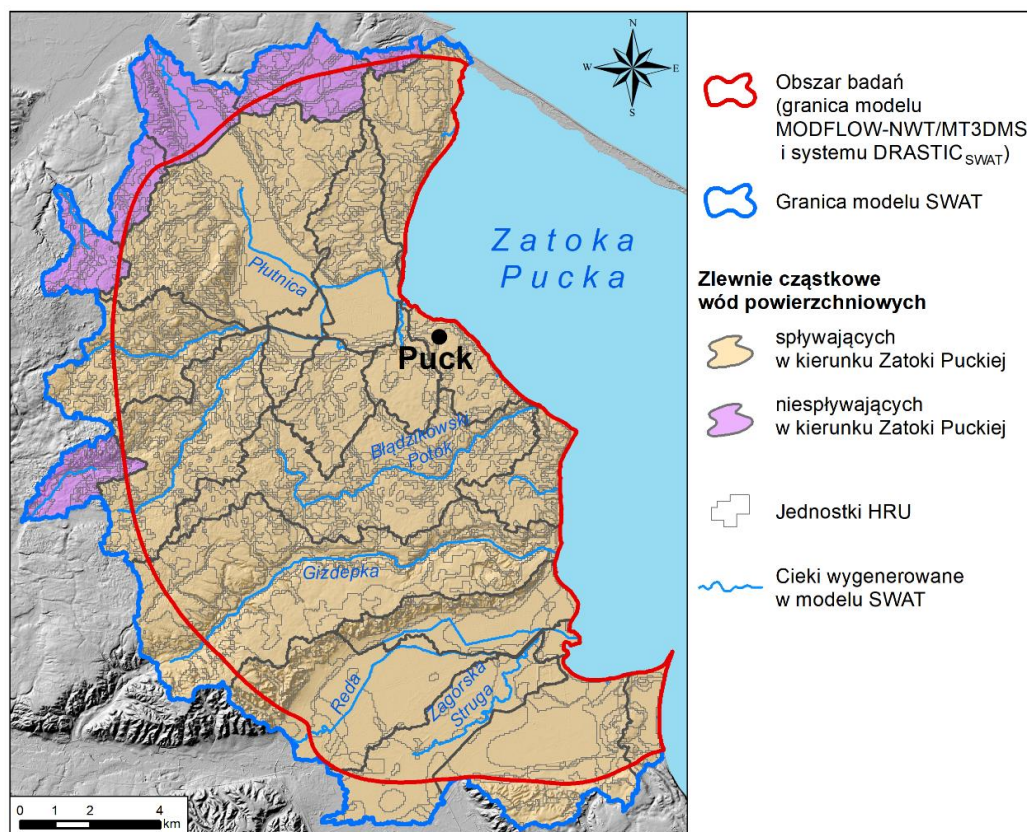 N
W
E
S
Zatoka
Pucka
Płutnica
Puck
Błądzikowski
Potok
Gizdepka
Reda
Zagórska
Struga
0 1 2 4
km
Obszar badań
(granica modelu
MODFLOW-NWT/MT3DMS
i systemu DRASTICSWAT)
Granica modelu SWAT
Zlewnie cząstkowe
wód powierzchniowych
spływających
w kierunku Zatoki Puckiej
niespływających
w kierunku Zatoki Puckiej
Jednostki HRU
Cieki wygenerowane
w modelu SWAT